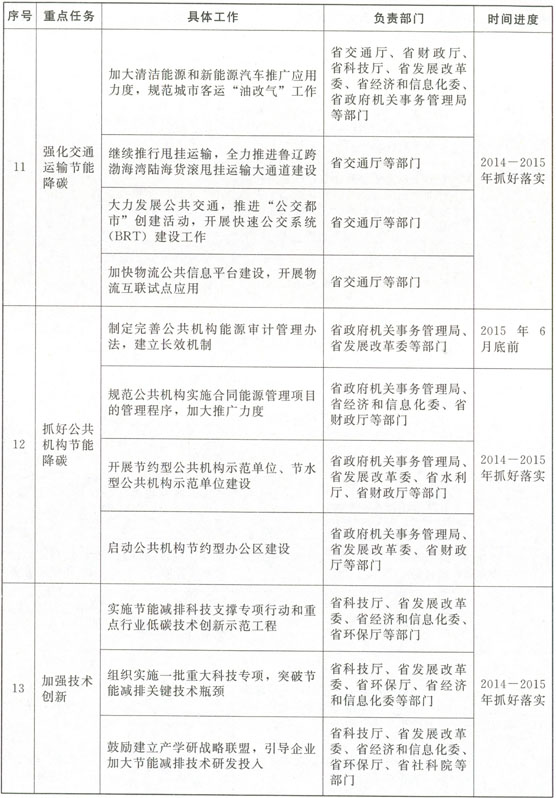 序号 重点任务 具体工作 负责部门 时间进度
11
强化交通
运输节能
降碳
加大清洁能源和新能源汽车推广应用
力度，规范城市客运“油改气”工作
省交通厅、省财政厅、
省科技厅、省发展改革
委、省经济和信息化委、
省政府机关事务管理局
等部门
继续推行甩挂运输，全力推进鲁辽跨
渤海湾陆海货滚甩挂运输大通道建设
省交通厅等部门
大力发展公共交通，推进“公交都
市”创建活动，开展快速公交系统
（BRT）建设工作
省交通厅等部门
加快物流公共信息平台建设，开展物
流互联试点应用
省交通厅等部门
2014－2015
年抓好落实
12
抓好公共
机构节能
降碳
制定完善公共机构能源审计管理办
法，建立长效机制
省政府机关事务管理局、
省发展改革委等部门
2015 年 6
月底前
规范公共机构实施合同能源管理项目
的管理程序，加大推广力度
省政府机关事务管理局、
省经济和信息化委、省
财政厅等部门
开展节约型公共机构示范单位、节水
型公共机构示范单位建设
省政府机关事务管理局、
省发展改革委、省水利
厅、省财政厅等部门
启动公共机构节约型办公区建设
省政府机关事务管理局、
省发展改革委、省财政
厅等部门
2014－2015
年抓好落实
13
加强技术
创新
实施节能减排科技支撑专项行动和重
点行业低碳技术创新示范工程
省科技厅、省发展改革
委、省经济和信息化委、
省环保厅等部门
组织实施一批重大科技专项，突破节
能减排关键技术瓶颈
省科技厅、省发展改革
委、省环保厅、省经济
和信息化委等部门
鼓励建立产学研战略联盟，引导企业
加大节能减排技术研发投入
省科技厅、省发展改革
委、省经济和信息化委、
省环保厅、省社科院等
部门
2014－2015
年抓好落实